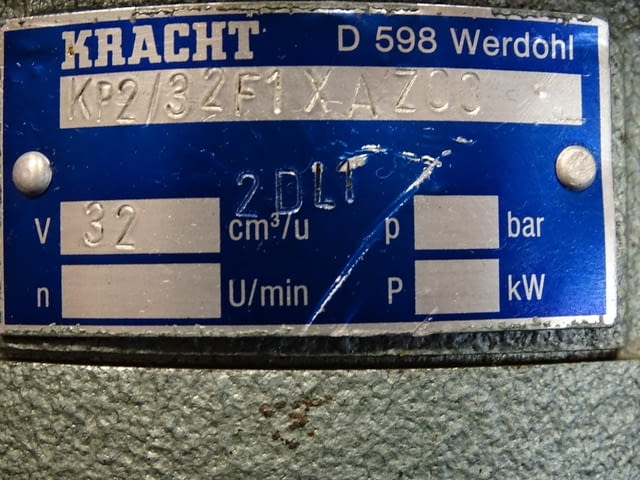 KRACHT D 598 Werdohl
KP2/32F1XAZ00
2DLT
V 32 cm³/u p bar
n U/min P kW